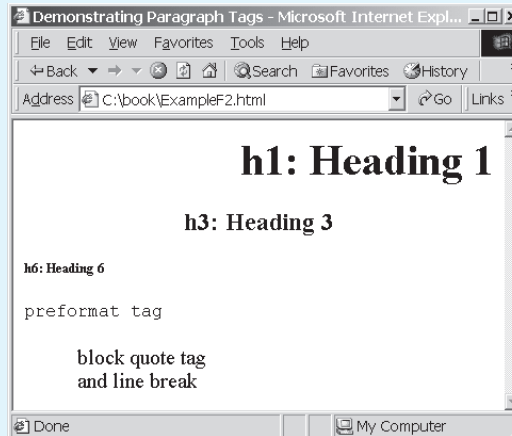 Demonstrating Paragraph Tags - Microsoft Internet Expl...
File Edit View Favorites Tools Help
Back Search Favorites History
Address C:\book\ExampleF2.html Go Links
h1: Heading 1
h3: Heading 3
h6: Heading 6
preformat tag
block quote tag
and line break
Done My Computer